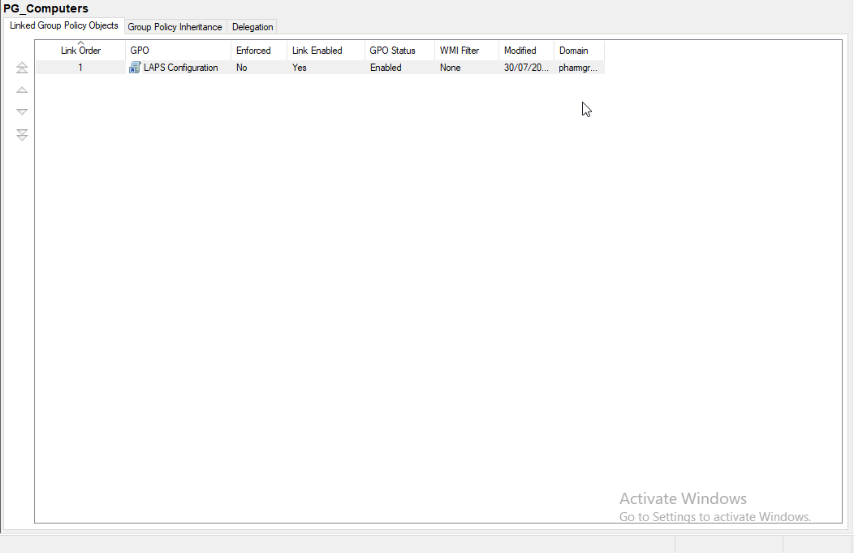 PG_Computers
Linked Group Policy Objects Group Policy Inheritance Delegation
Link Order GPO Enforced Link Enabled GPO Status WMI Filter Modified Domain
1 LAPS Configuration No Yes Enabled None 30/07/20... phamgr...
Activate Windows
Go to Settings to activate Windows.